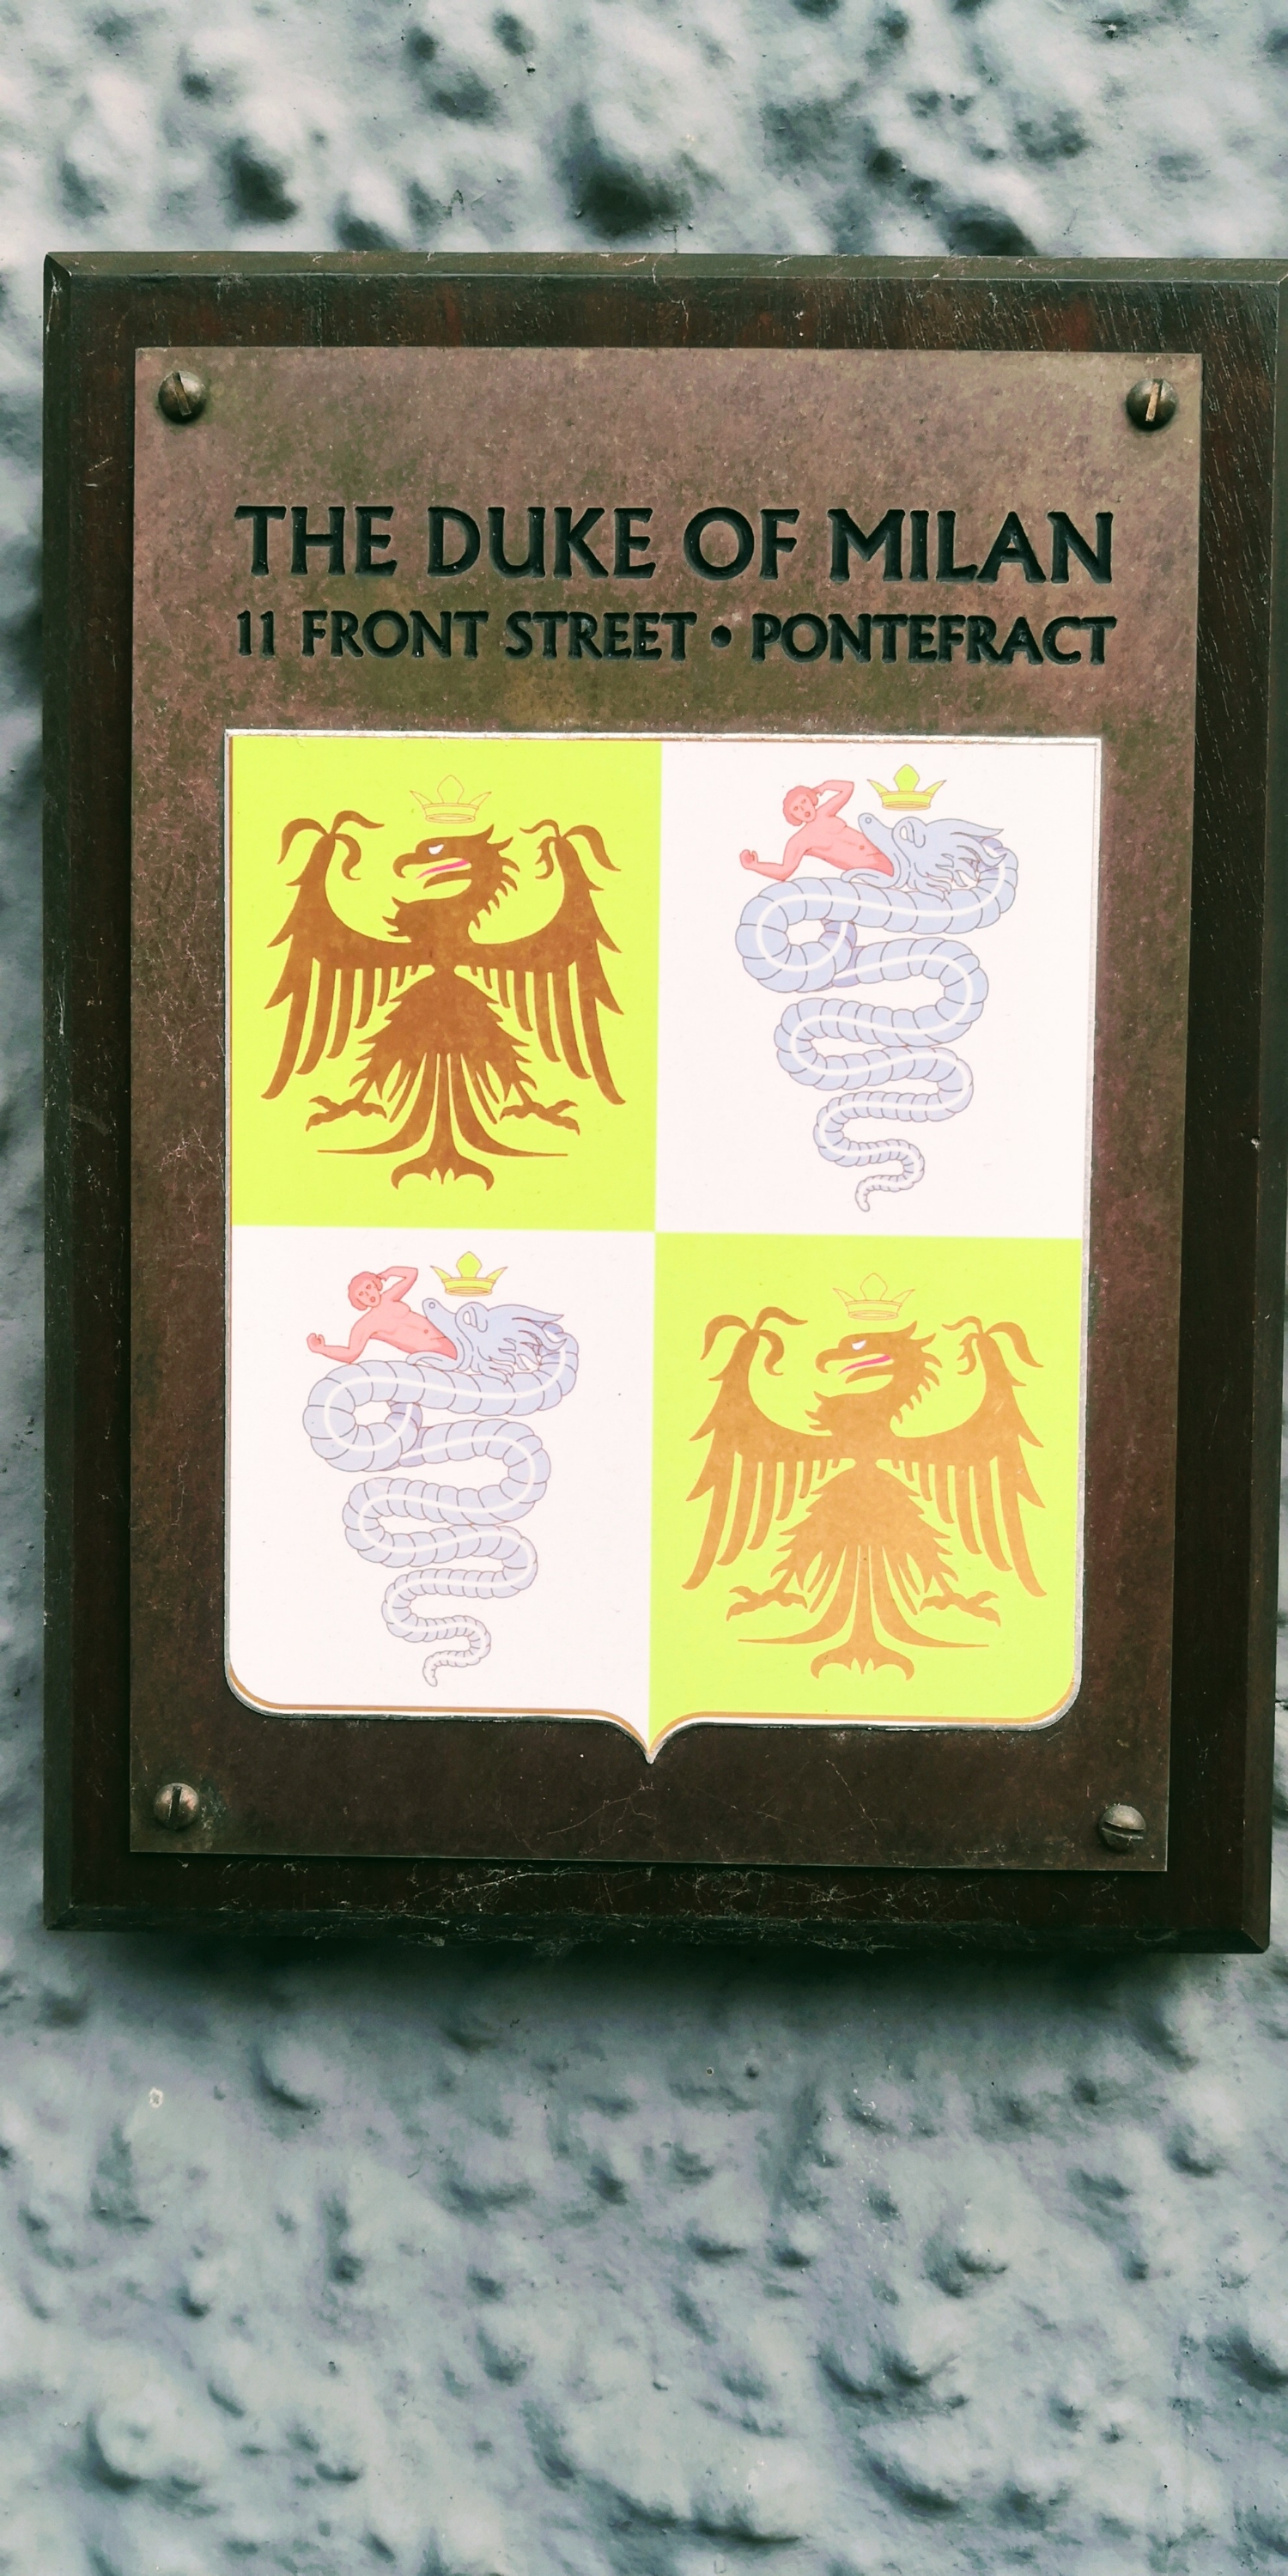 THE DUKE OF MILAN
11 FRONT STREET • PONTEFRACT